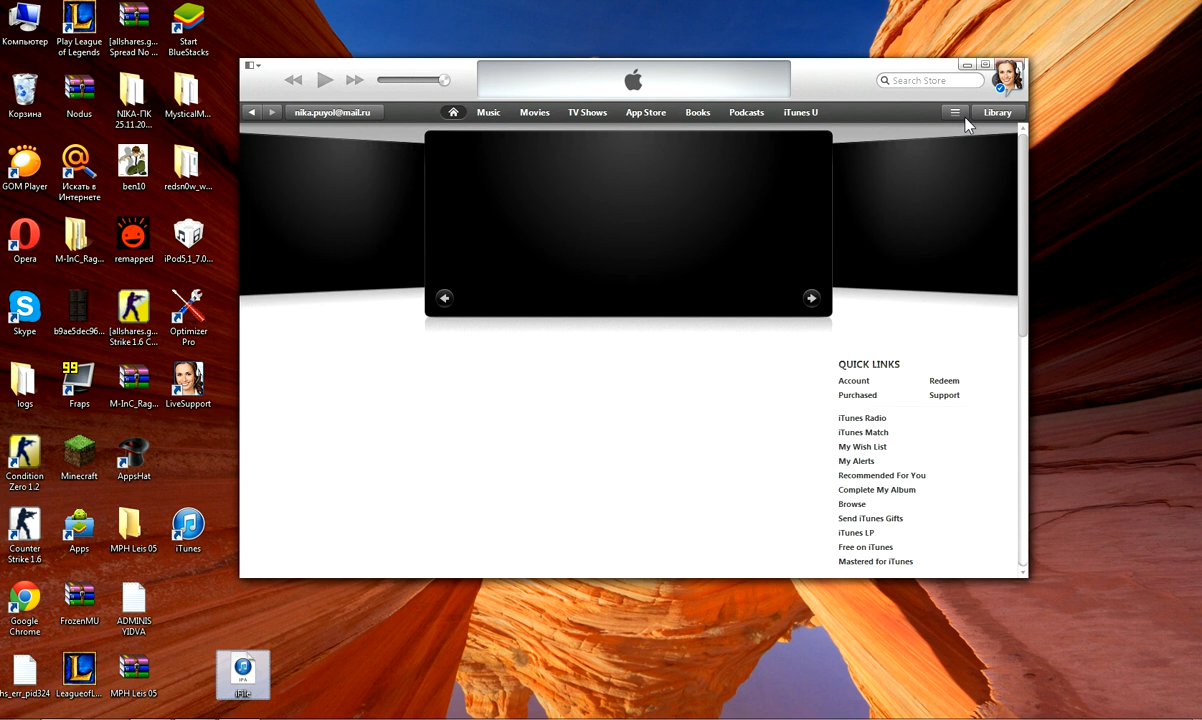 Компьютер
Play League
of Legends
[allshares.g...
Spread No ...
Start
BlueStacks
Корзина
Nodus
NIKA-ПК
25.11.20...
MysticalM...
GOM Player
Искать в
Интернете
ben10
redsn0w_w...
Opera
M-InC_Rag...
remapped
iPod5,1_7.0...
Skype
b9ae5dec96...
[allshares.g...
Strike 1.6 C...
Optimizer
Pro
logs
99
Fraps
M-InC_Rag...
LiveSupport
Condition
Zero 1.2
Minecraft
AppsHat
Counter
Strike 1.6
Apps
MPH Leis 05
iTunes
Google
Chrome
FrozenMU
ADMINIS
YIDVA
hs_err_pid324
LeagueofL...
MPH Leis 05
IPA
iFile
Search Store
nika.puyol@mail.ru
Music
Movies
TV Shows
App Store
Books
Podcasts
iTunes U
Library
QUICK LINKS
Account
Redeem
Purchased
Support
iTunes Radio
iTunes Match
My Wish List
My Alerts
Recommended For You
Complete My Album
Browse
Send iTunes Gifts
iTunes LP
Free on iTunes
Mastered for iTunes